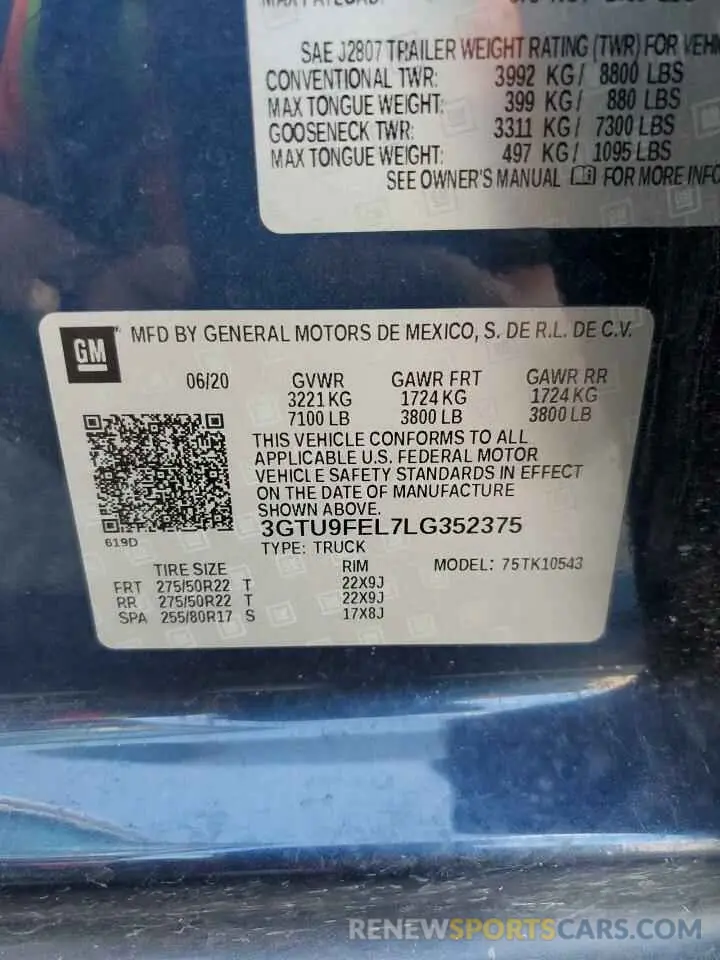 SAE J2807 TRAILER WEIGHT RATING (TWR) FOR
CONVENTIONAL TWR: 3992 KG/ 8800 LBS
MAX TONGUE WEIGHT: 399 KG/ 880 LBS
GOOSENECK TWR: 3311 KG/ 7300 LBS
MAX TONGUE WEIGHT: 497 KG/ 1095 LBS
SEE OWNER'S MANUAL FOR MORE INFO
GM MFD BY GENERAL MOTORS DE MEXICO, S. DE R.L. DE C.V.
06/20 GVWR GAWR FRT GAWR RR
3221 KG 1724 KG 1724 KG
7100 LB 3800 LB 3800 LB
THIS VEHICLE CONFORMS TO ALL
APPLICABLE U.S. FEDERAL MOTOR
VEHICLE SAFETY STANDARDS IN EFFECT
ON THE DATE OF MANUFACTURE
SHOWN ABOVE.
3GTU9FEL7LG352375
619D
TYPE: TRUCK MODEL: 75TK10543
TIRE SIZE RIM
FRT 275/50R22 T 22X9J
RR 275/50R22 T 22X9J
SPA 255/80R17 S 17X8J
RENEWSPORTSCARS.COM